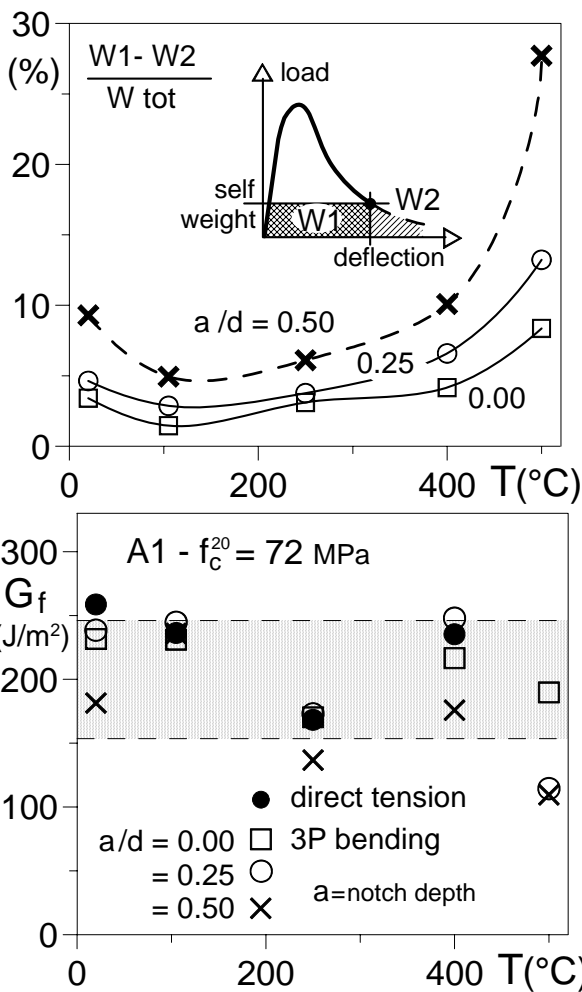 30
(%)
W1- W2
W tot
load
self
weight
W1
W2
deflection
20
10
0
a/d = 0.50
0.25
0.00
0 200 400 T(°C)
A1 - f_c^20 = 72 MPa
300
G_f
(J/m²)
200
100
0
direct tension
a/d = 0.00 3P bending
= 0.25
= 0.50
a=notch depth
0 200 400 T(°C)